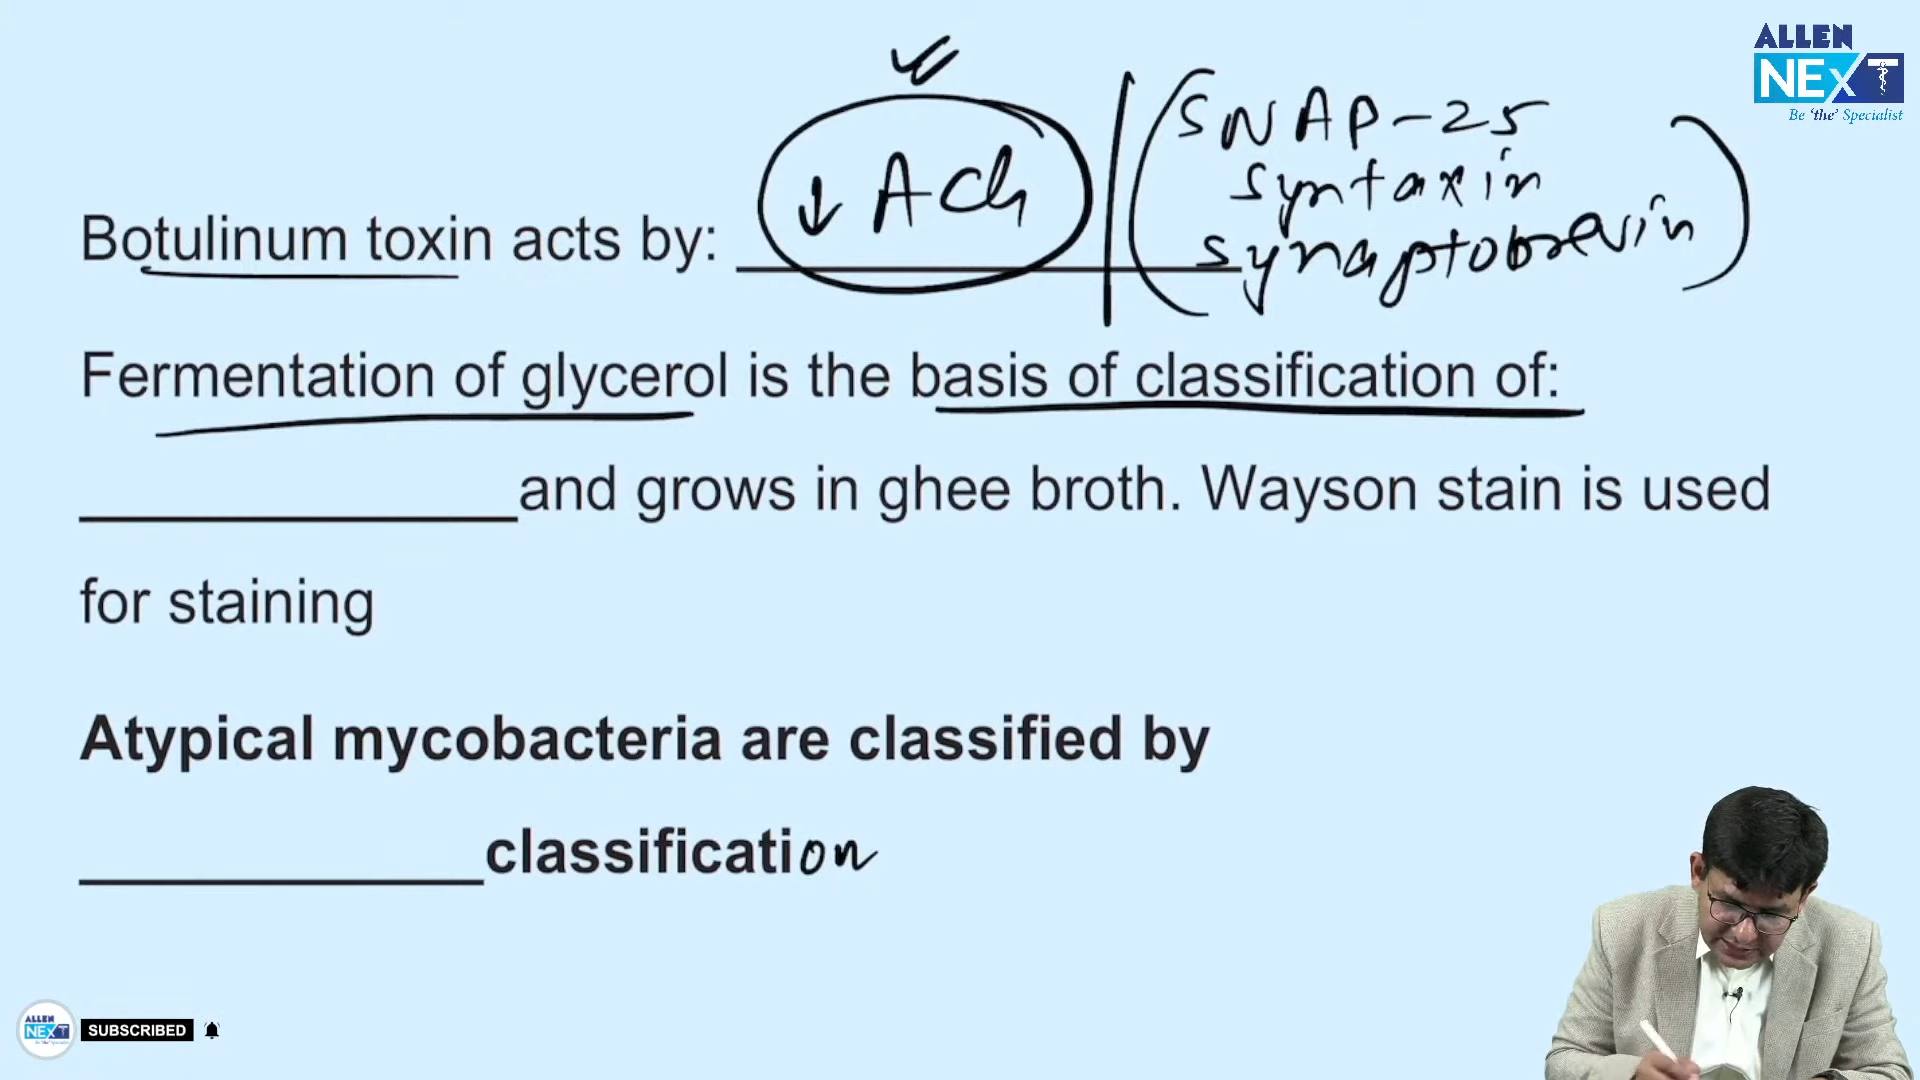 ALLEN
NEXT
Be 'the' Specialist
SNAP-25
syntaxin
synaptobrevin
↓ ACh
Botulinum toxin acts by:
Fermentation of glycerol is the basis of classification of:
and grows in ghee broth. Wayson stain is used
for staining
Atypical mycobacteria are classified by
classification
ALLEN
NEXT
SUBSCRIBED